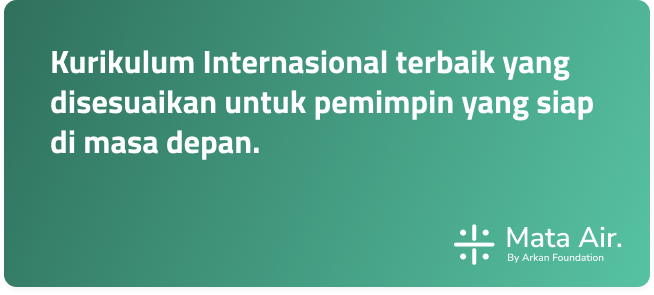 Kurikulum Internasional terbaik yang
disesuaikan untuk pemimpin yang siap
di masa depan.
Mata Air.
By Arkan Foundation